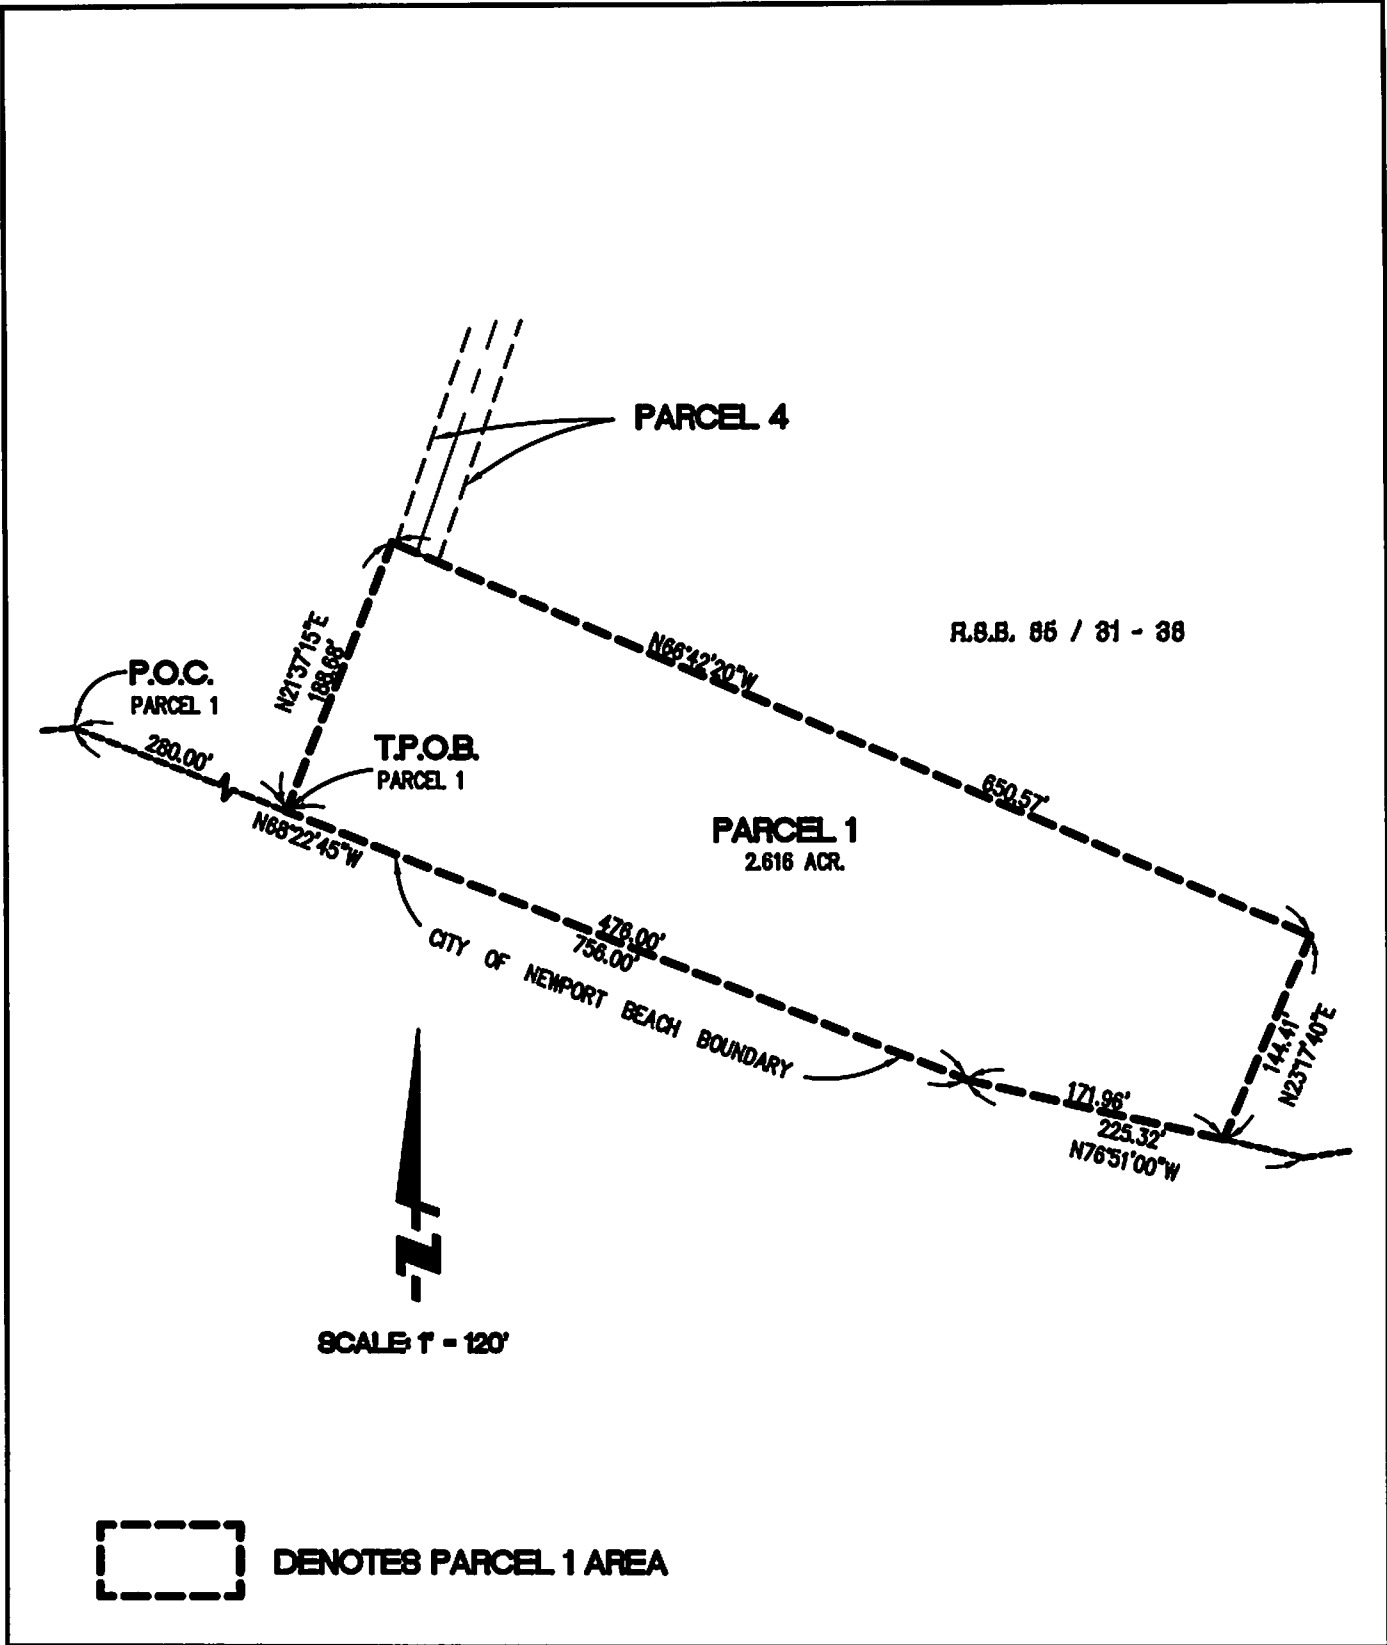 PARCEL 4
R.S.B. 85 / 31 - 38
N21°37'15"E
188.68'
N66°42'20"W
650.57'
P.O.C.
PARCEL 1
280.00'
T.P.O.B.
PARCEL 1
N68°22'45"W
PARCEL 1
2.616 ACR.
476.00'
756.00'
CITY OF NEWPORT BEACH BOUNDARY
144.41'
N23°17'40"E
171.96'
225.32'
N76°51'00"W
N
SCALE: 1" = 120'
DENOTES PARCEL 1 AREA